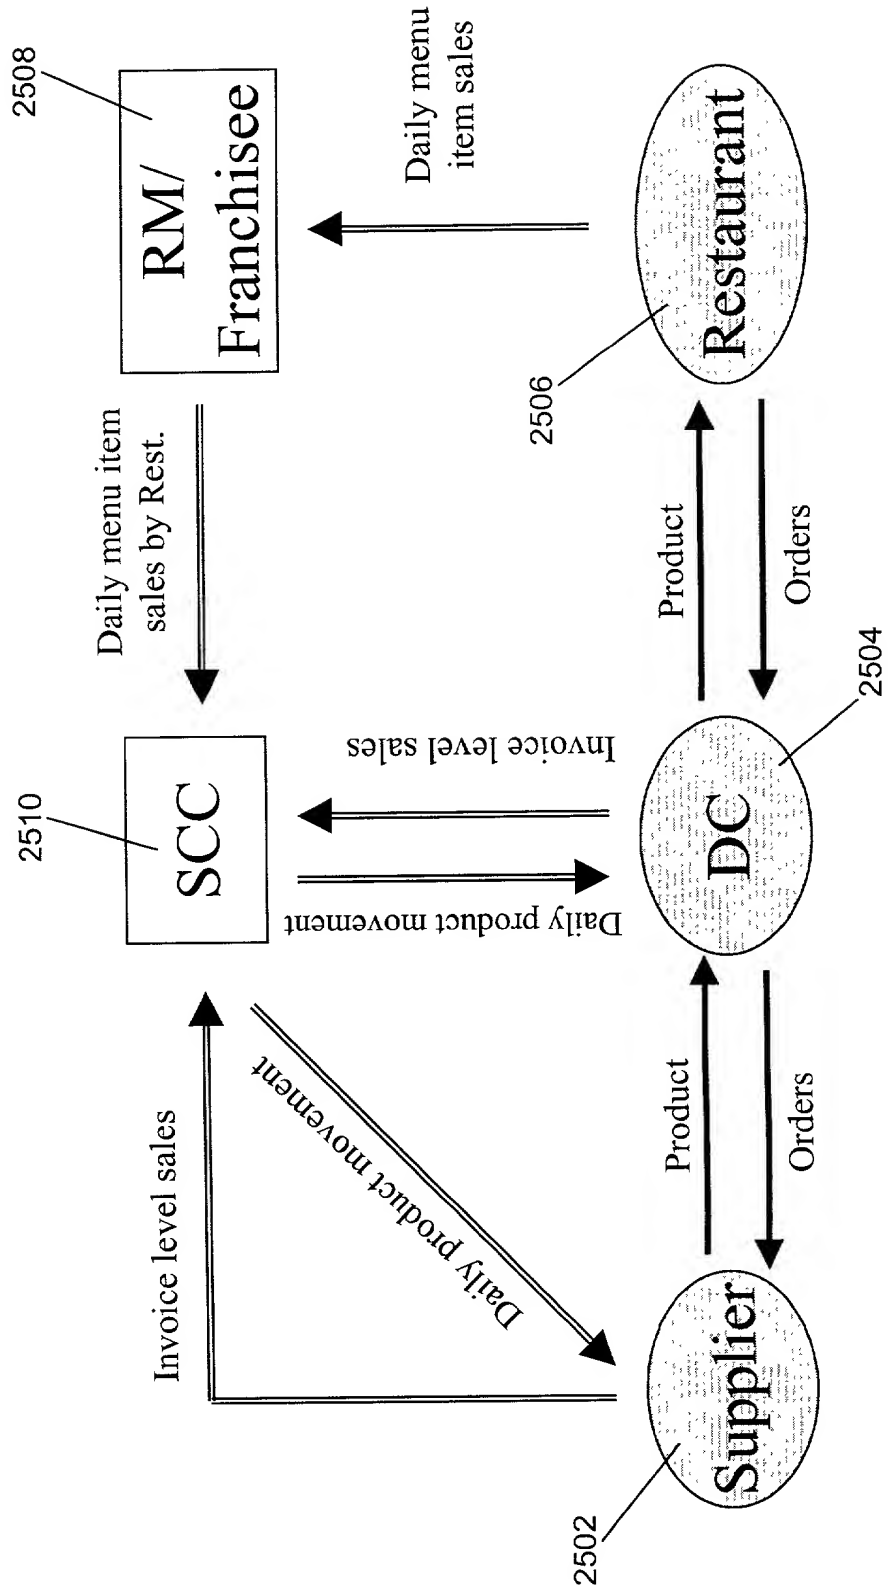 2510
SCC
Daily menu item
sales by Rest.
2508
RM/
Franchisee
Invoice level sales
Daily product movement
Daily product movement
Invoice level sales
Daily menu
item sales
2502
Supplier
Product
Orders
DC
2504
Product
Orders
2506
Restaurant